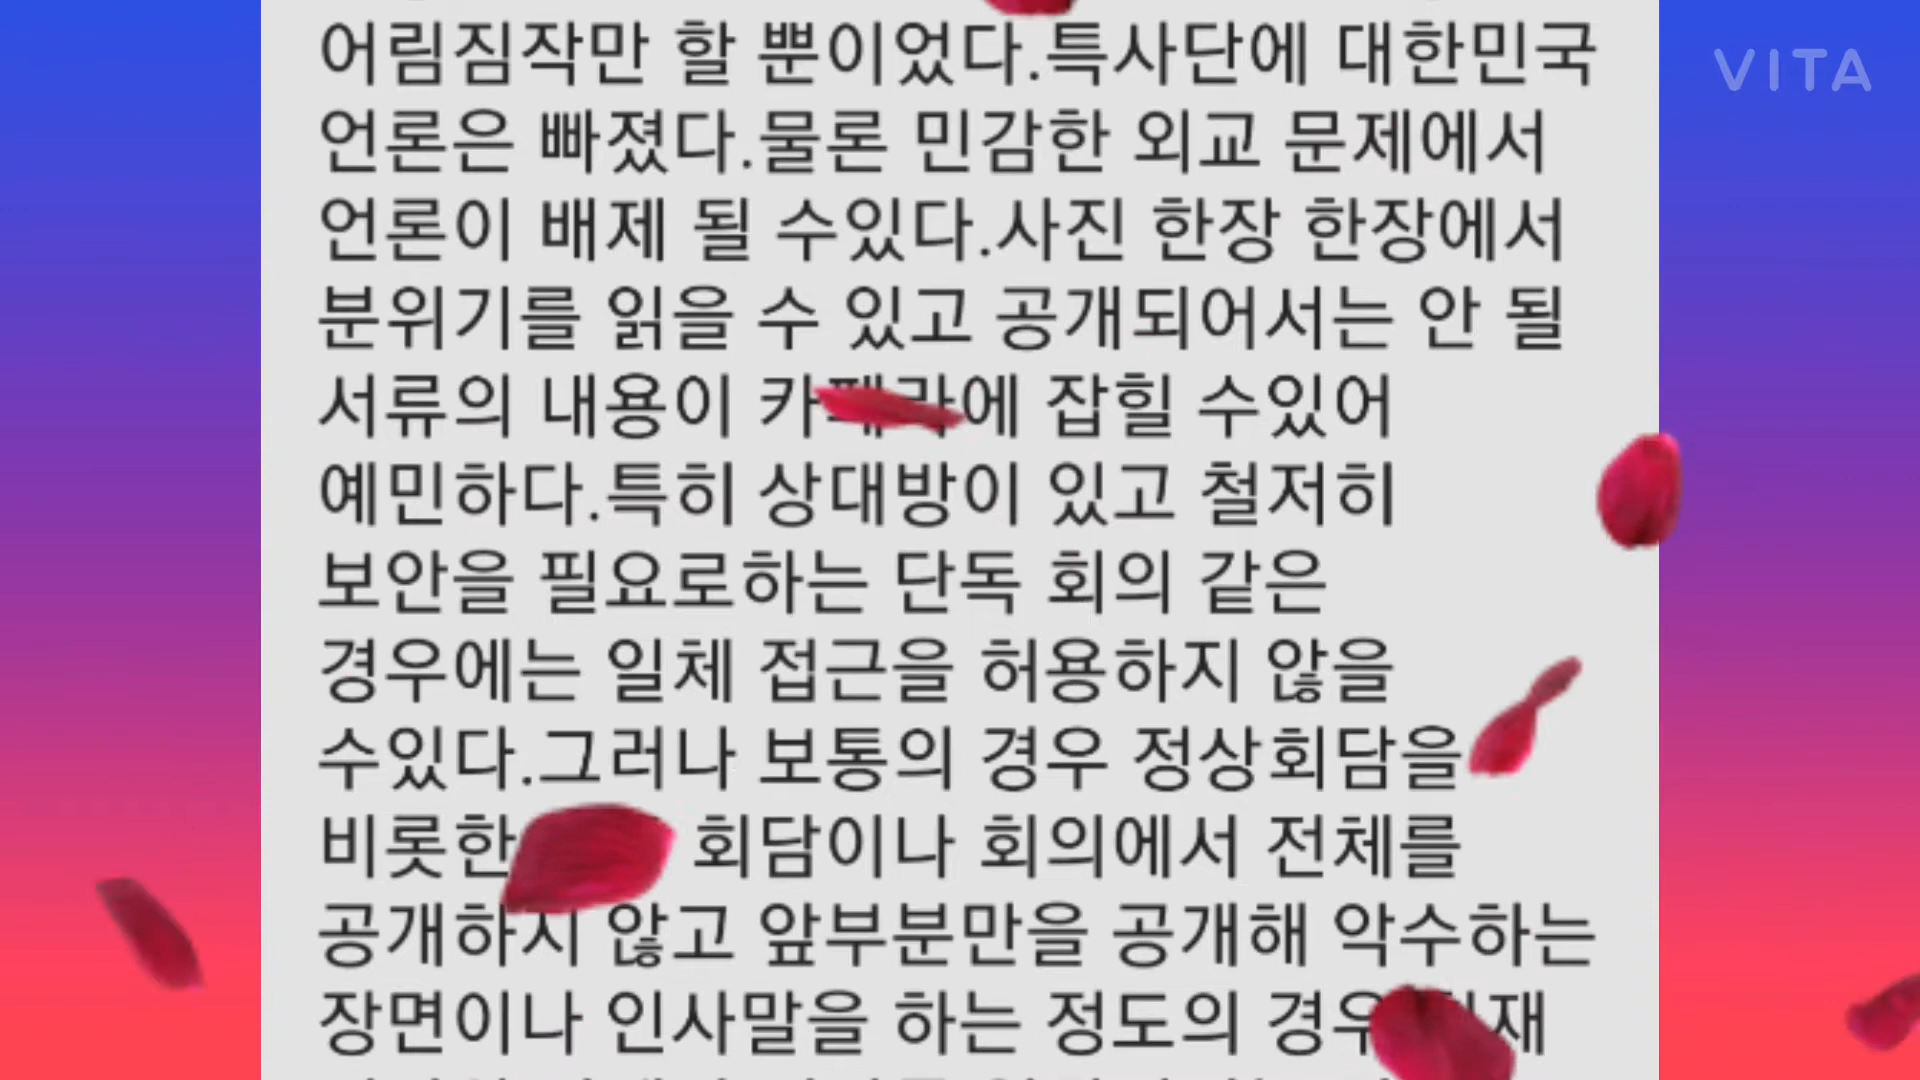 어림짐작만 할 뿐이었다.특사단에 대한민국
언론은 빠졌다.물론 민감한 외교 문제에서
언론이 배제 될 수있다.사진 한장 한장에서
분위기를 읽을 수 있고 공개되어서는 안 될
서류의 내용이 카메라에 잡힐 수있어
예민하다.특히 상대방이 있고 철저히
보안을 필요로하는 단독 회의 같은
경우에는 일체 접근을 허용하지 않을
수있다.그러나 보통의 경우 정상회담을
비롯한 회담이나 회의에서 전체를
공개하지 않고 앞부분만을 공개해 악수하는
장면이나 인사말을 하는 정도의 경우
VITA